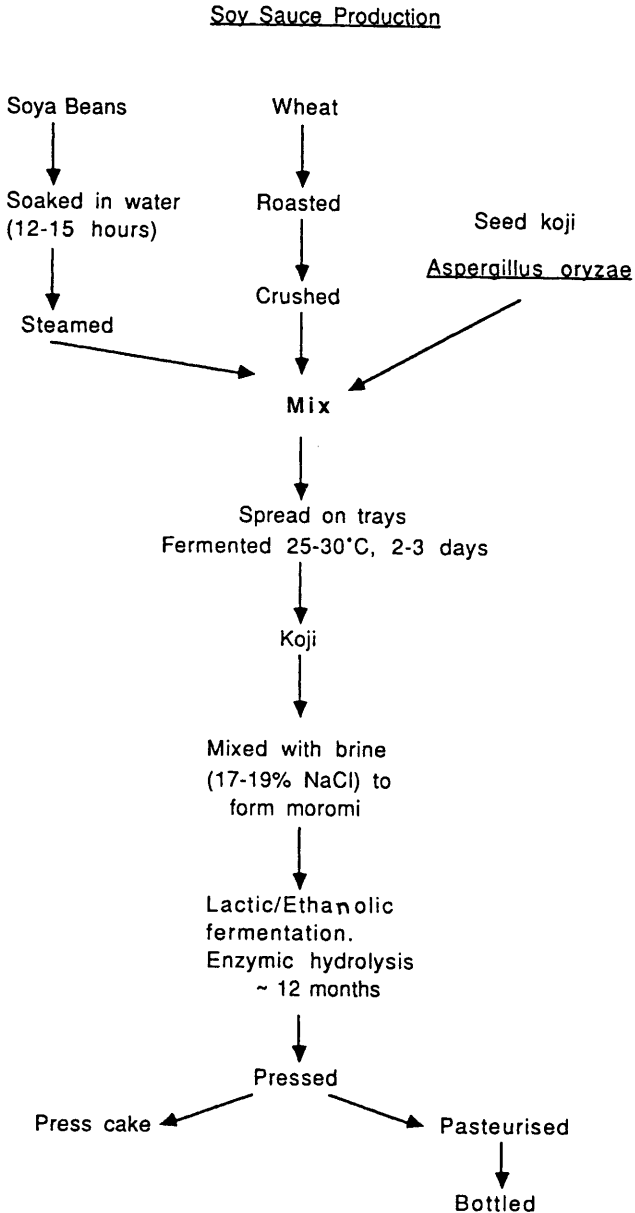 Soy Sauce Production
Soya Beans
Wheat
Soaked in water
(12-15 hours)
Roasted
Seed koji
Aspergillus oryzae
Crushed
Steamed
Mix
Spread on trays
Fermented 25-30°C, 2-3 days
Koji
Mixed with brine
(17-19% NaCl) to
form moromi
Lactic/Ethanolic
fermentation.
Enzymic hydrolysis
~ 12 months
Pressed
Press cake
Pasteurised
Bottled